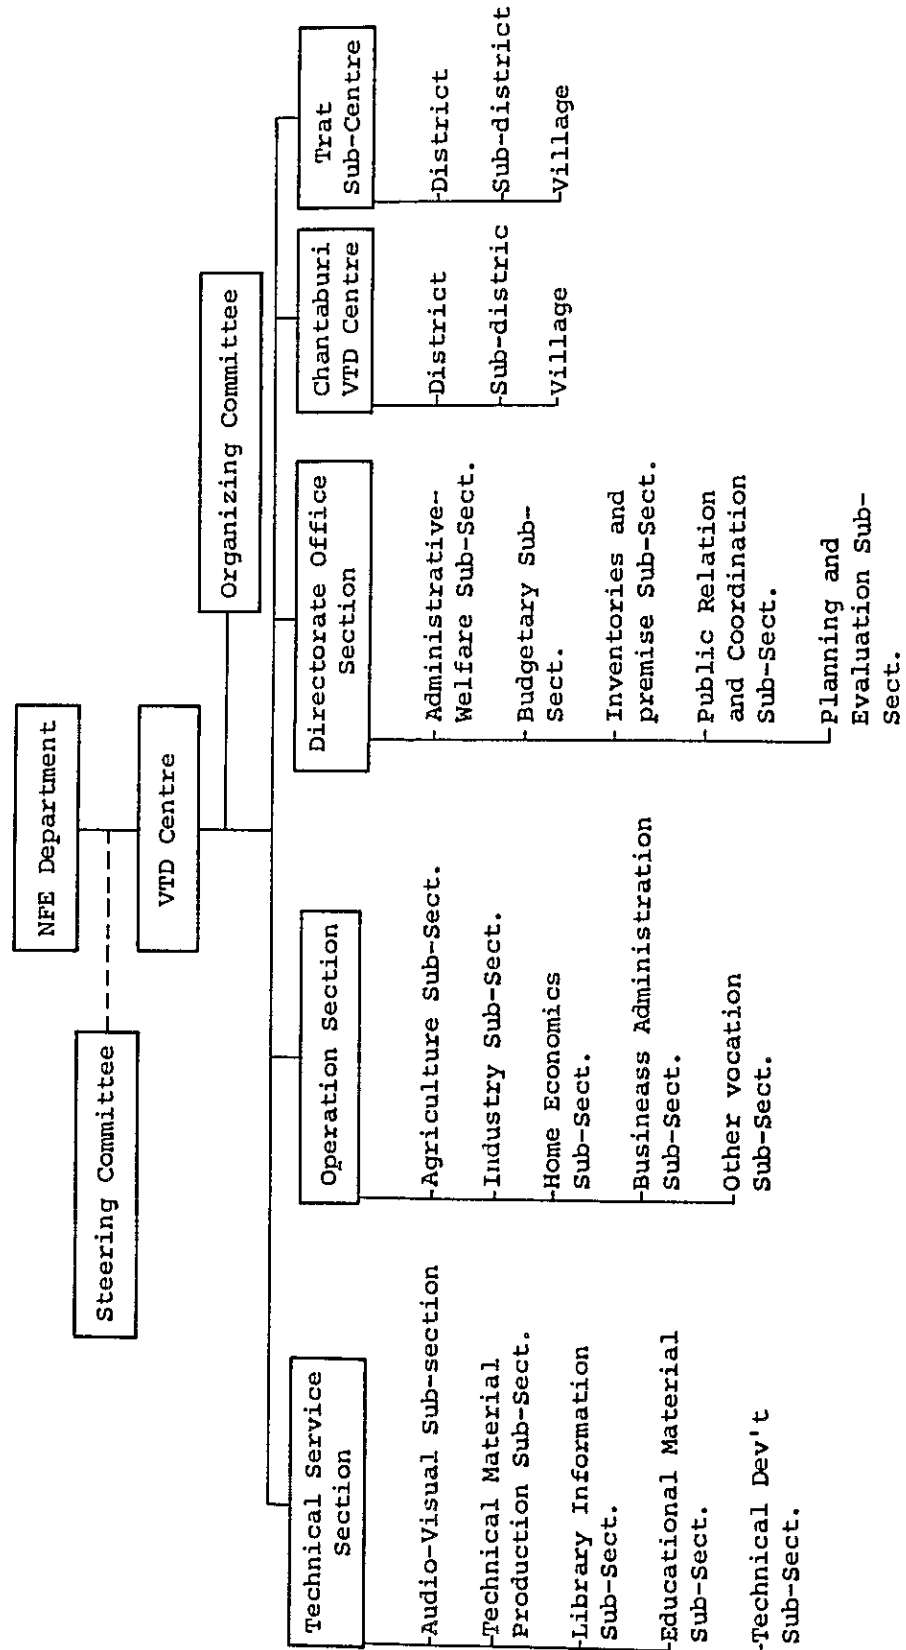 NFE Department
Steering Committee
VTD Centre
Organizing Committee
Technical Service
Section
-Audio-Visual Sub-section
-Technical Material
Production Sub-Sect.
-Library Information
Sub-Sect.
-Educational Material
Sub-Sect.
-Technical Dev't
Sub-Sect.
Operation Section
-Agriculture Sub-Sect.
-Industry Sub-Sect.
-Home Economics
Sub-Sect.
-Busineass Administration
Sub-Sect.
-Other vocation
Sub-Sect.
Directorate Office
Section
-Administrative-
Welfare Sub-Sect.
-Budgetary Sub-
Sect.
-Inventories and
premise Sub-Sect.
-Public Relation
and Coordination
Sub-Sect.
-Planning and
Evaluation Sub-
Sect.
Chantaburi
VTD Centre
-District
-Sub-distric
-Village
Trat
Sub-Centre
-District
-Sub-district
-Village